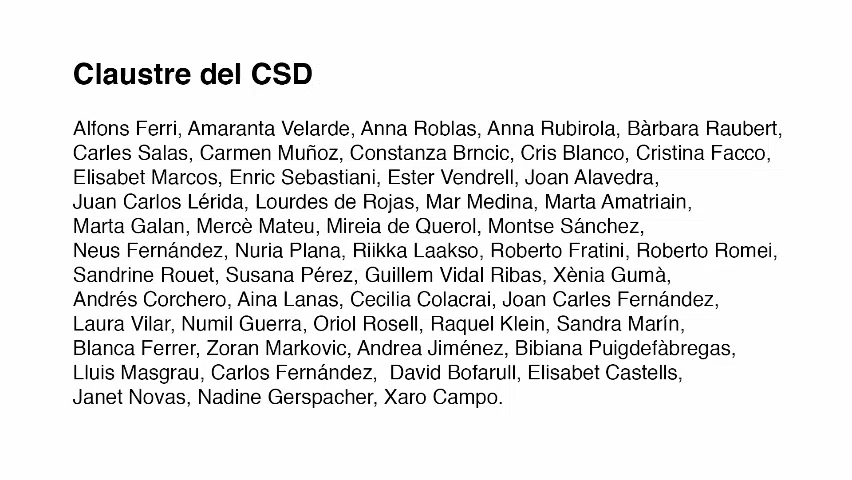 Claustre del CSD
Alfons Ferri, Amaranta Velarde, Anna Roblas, Anna Rubirola, Bàrbara Raubert,
Carles Salas, Carmen Muñoz, Constanza Brncic, Cris Blanco, Cristina Facco,
Elisabet Marcos, Enric Sebastiani, Ester Vendrell, Joan Alavedra,
Juan Carlos Lérida, Lourdes de Rojas, Mar Medina, Marta Amatriain,
Marta Galan, Mercè Mateu, Mireia de Querol, Montse Sánchez,
Neus Fernández, Nuria Plana, Riikka Laakso, Roberto Fratini, Roberto Romei,
Sandrine Rouet, Susana Pérez, Guillem Vidal Ribas, Xènia Gumà,
Andrés Corchero, Aina Lanas, Cecilia Colacrai, Joan Carles Fernández,
Laura Vilar, Numil Guerra, Oriol Rosell, Raquel Klein, Sandra Marín,
Blanca Ferrer, Zoran Markovic, Andrea Jiménez, Bibiana Puigdefàbregas,
Lluis Masgrau, Carlos Fernández,  David Bofarull, Elisabet Castells,
Janet Novas, Nadine Gerspacher, Xaro Campo.